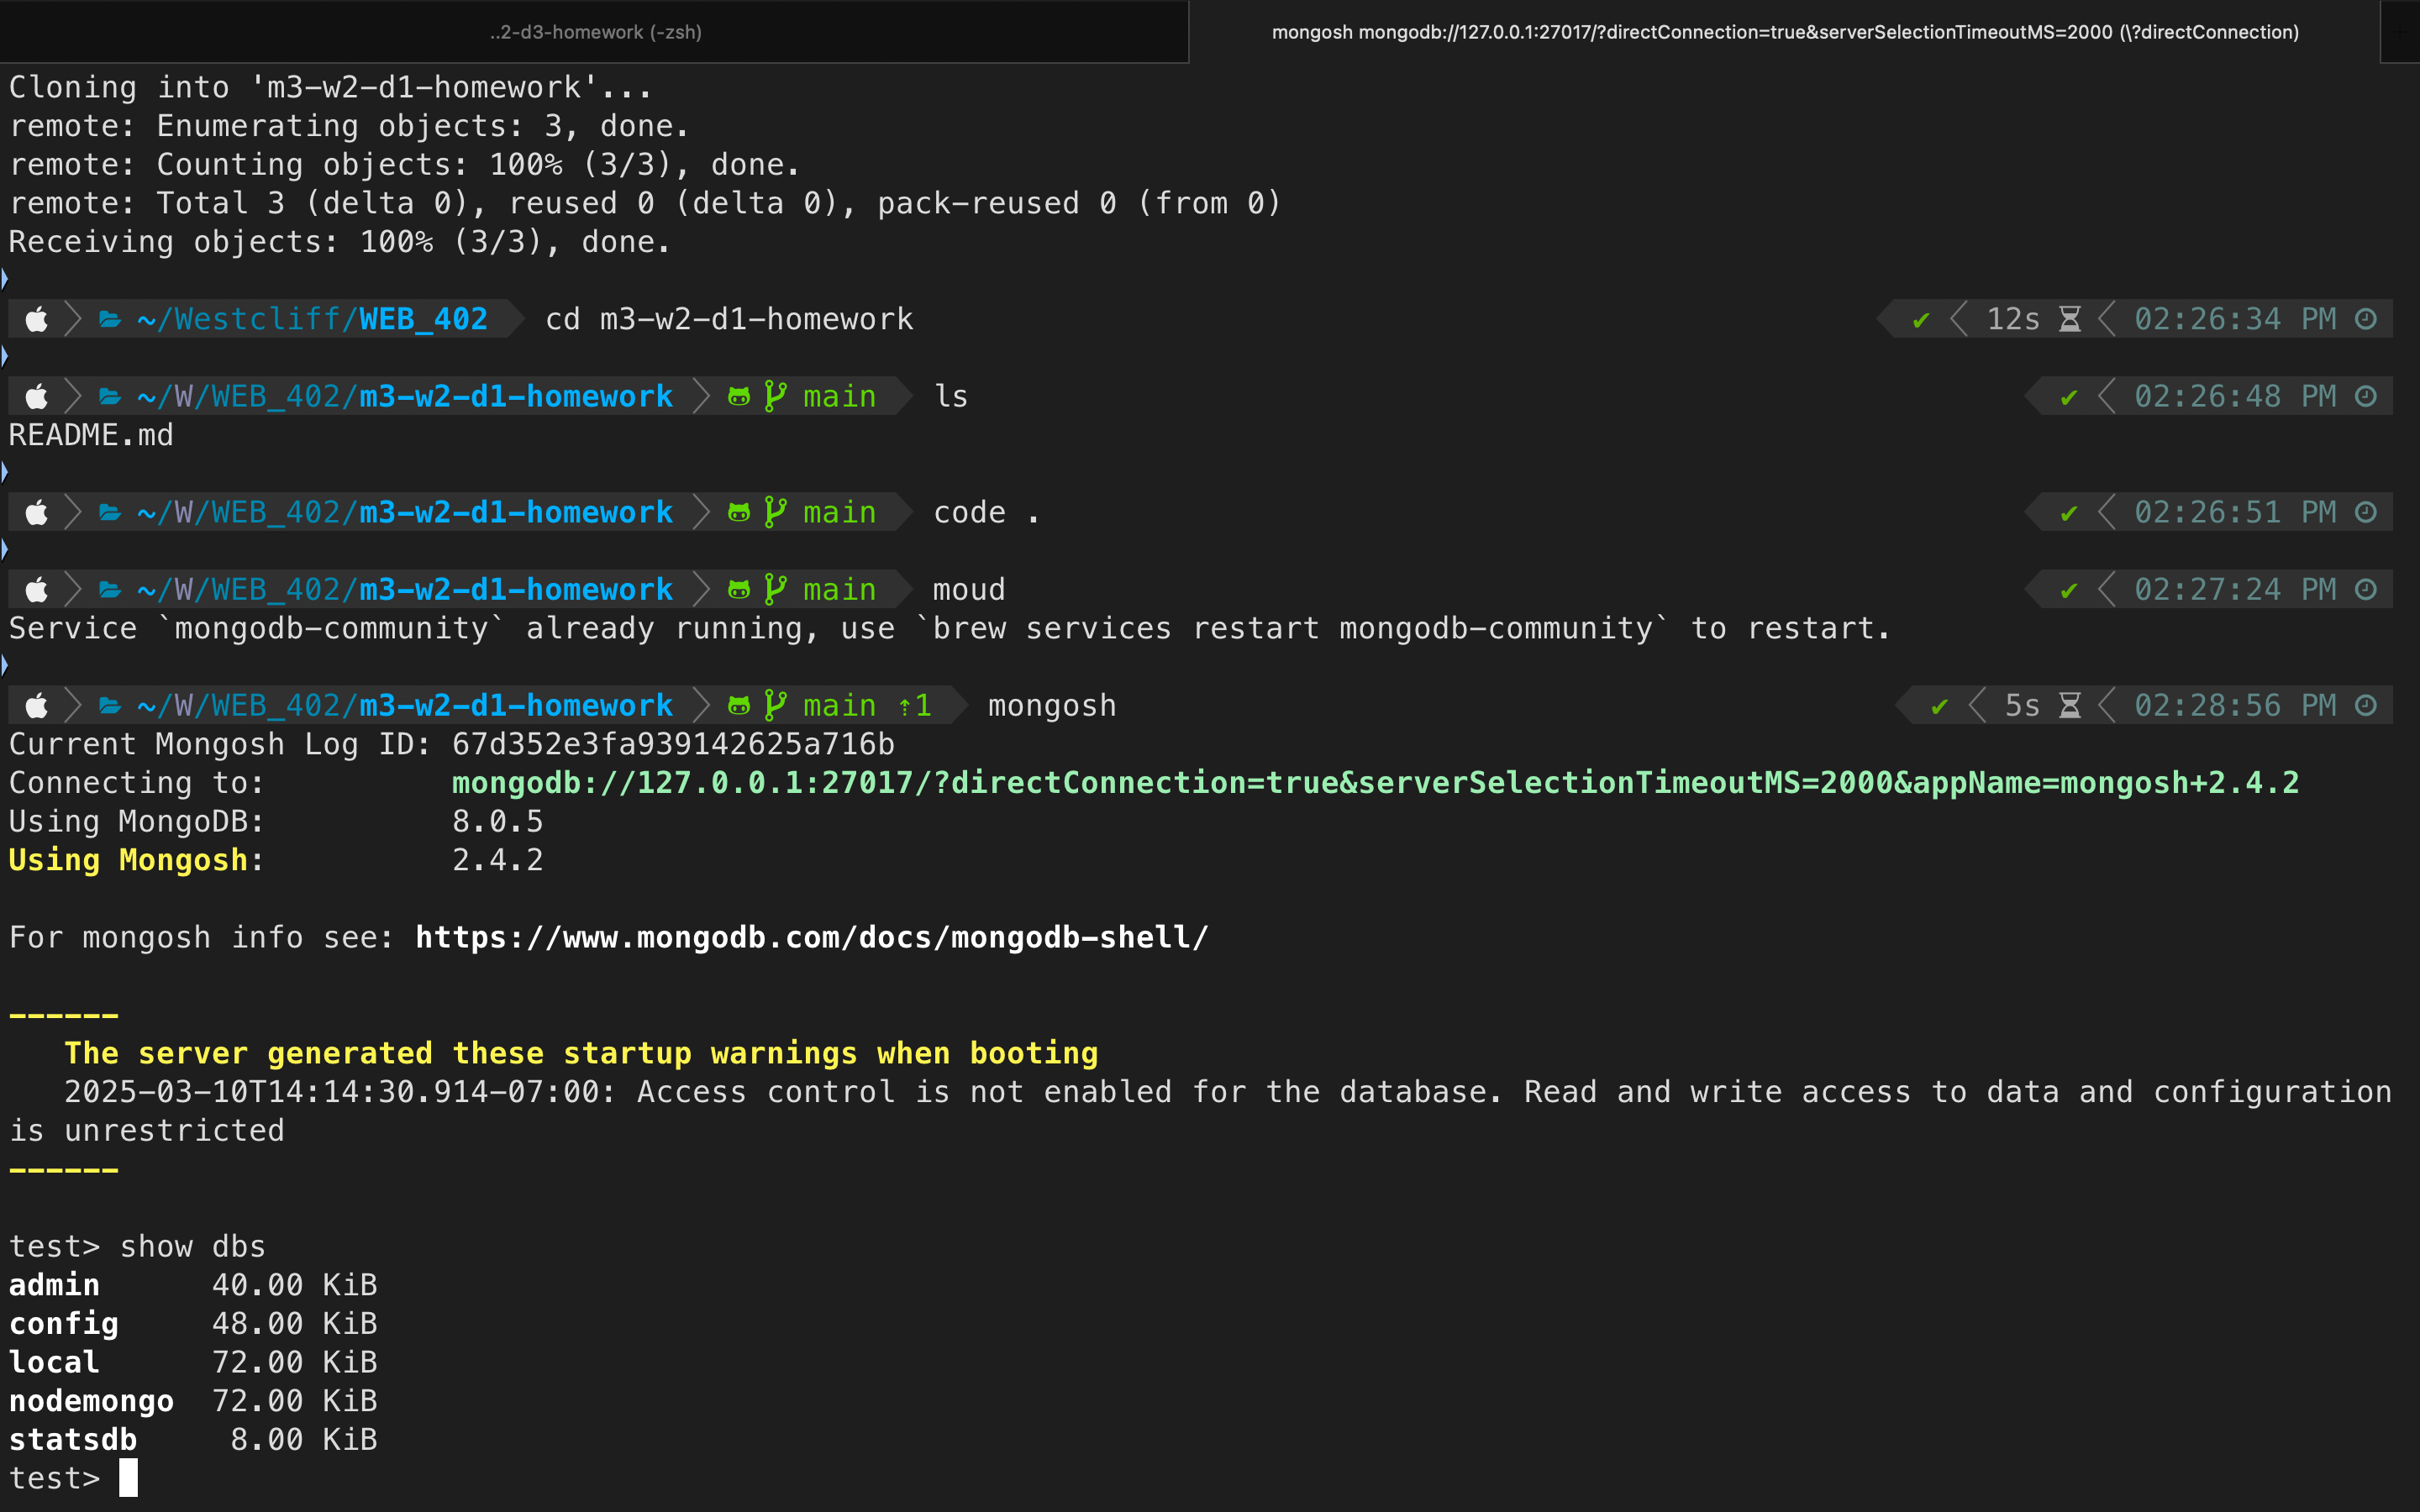 ..2-d3-homework (-zsh)
mongosh mongodb://127.0.0.1:27017/?directConnection=true&serverSelectionTimeoutMS=2000 (\?directConnection)
Cloning into 'm3-w2-d1-homework'...
remote: Enumerating objects: 3, done.
remote: Counting objects: 100% (3/3), done.
remote: Total 3 (delta 0), reused 0 (delta 0), pack-reused 0 (from 0)
Receiving objects: 100% (3/3), done.
~/Westcliff/WEB_402 cd m3-w2-d1-homework ✔ 12s 02:26:34 PM
~/W/WEB_402/m3-w2-d1-homework main ls ✔ 02:26:48 PM
README.md
~/W/WEB_402/m3-w2-d1-homework main code . ✔ 02:26:51 PM
~/W/WEB_402/m3-w2-d1-homework main moud ✔ 02:27:24 PM
Service `mongodb-community` already running, use `brew services restart mongodb-community` to restart.
~/W/WEB_402/m3-w2-d1-homework main ⇡1 mongosh ✔ 5s 02:28:56 PM
Current Mongosh Log ID: 67d352e3fa939142625a716b
Connecting to: mongodb://127.0.0.1:27017/?directConnection=true&serverSelectionTimeoutMS=2000&appName=mongosh+2.4.2
Using MongoDB: 8.0.5
Using Mongosh: 2.4.2
For mongosh info see: https://www.mongodb.com/docs/mongodb-shell/
------
The server generated these startup warnings when booting
2025-03-10T14:14:30.914-07:00: Access control is not enabled for the database. Read and write access to data and configuration
is unrestricted
------
test> show dbs
admin 40.00 KiB
config 48.00 KiB
local 72.00 KiB
nodemongo 72.00 KiB
statsdb 8.00 KiB
test>